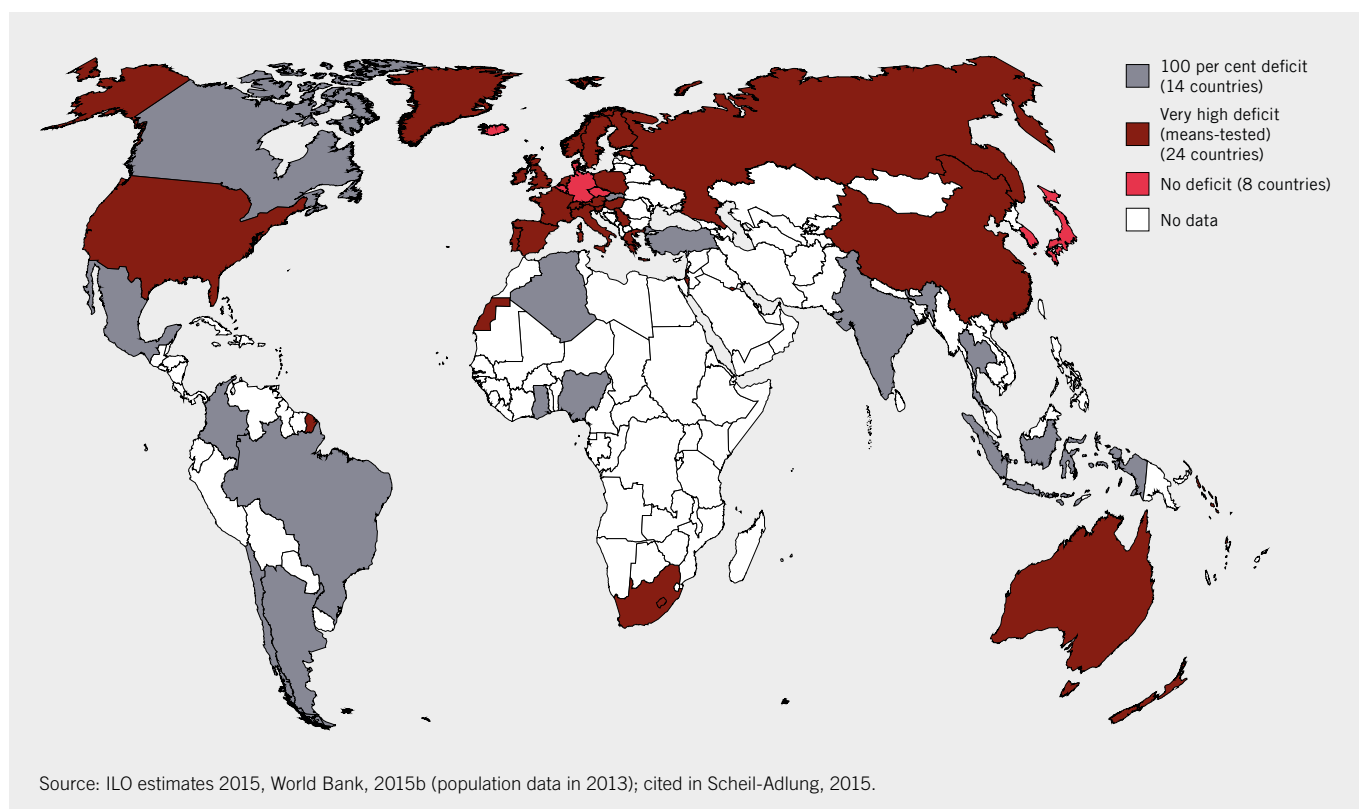 100 per cent deficit
(14 countries)
Very high deficit
(means-tested)
(24 countries)
No deficit (8 countries)
No data
Source: ILO estimates 2015, World Bank, 2015b (population data in 2013); cited in Scheil-Adlung, 2015.